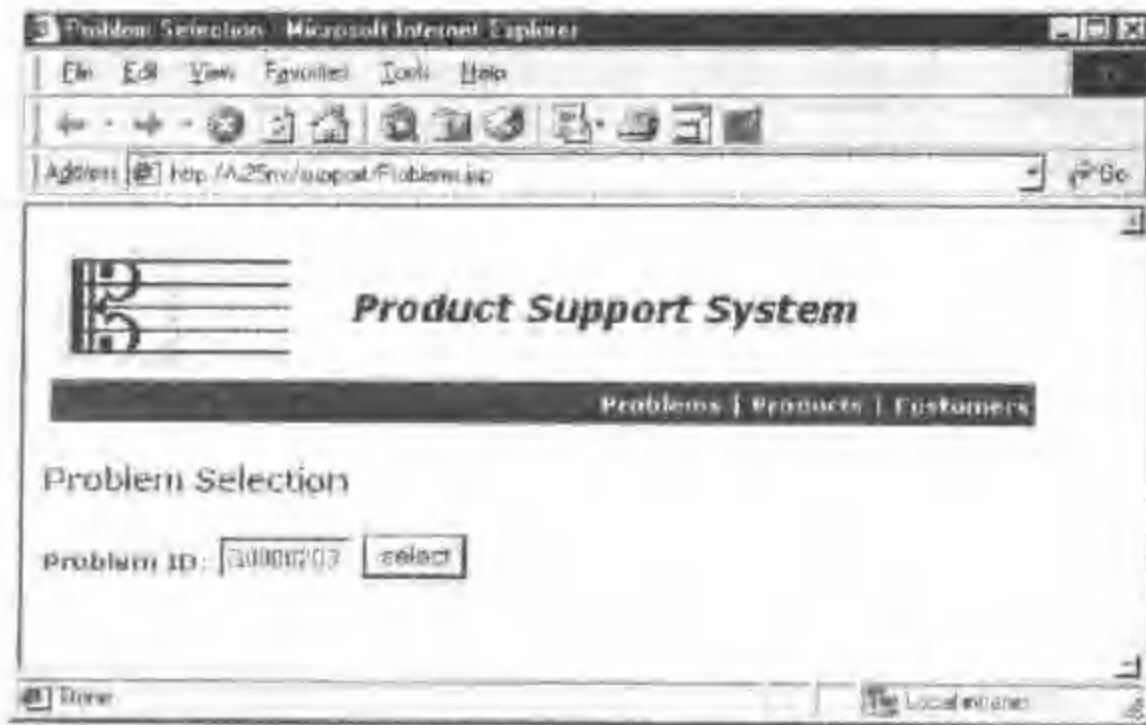 Problem Selection - Microsoft Internet Explorer
File Edit View Favorites Tools Help
Address Go
Product Support System
Problems | Products | Customers
Problem Selection
Problem ID: select
Done Local intranet